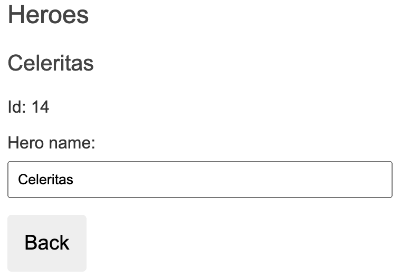 Heroes
Celeritas
Id: 14
Hero name:
Celeritas
Back